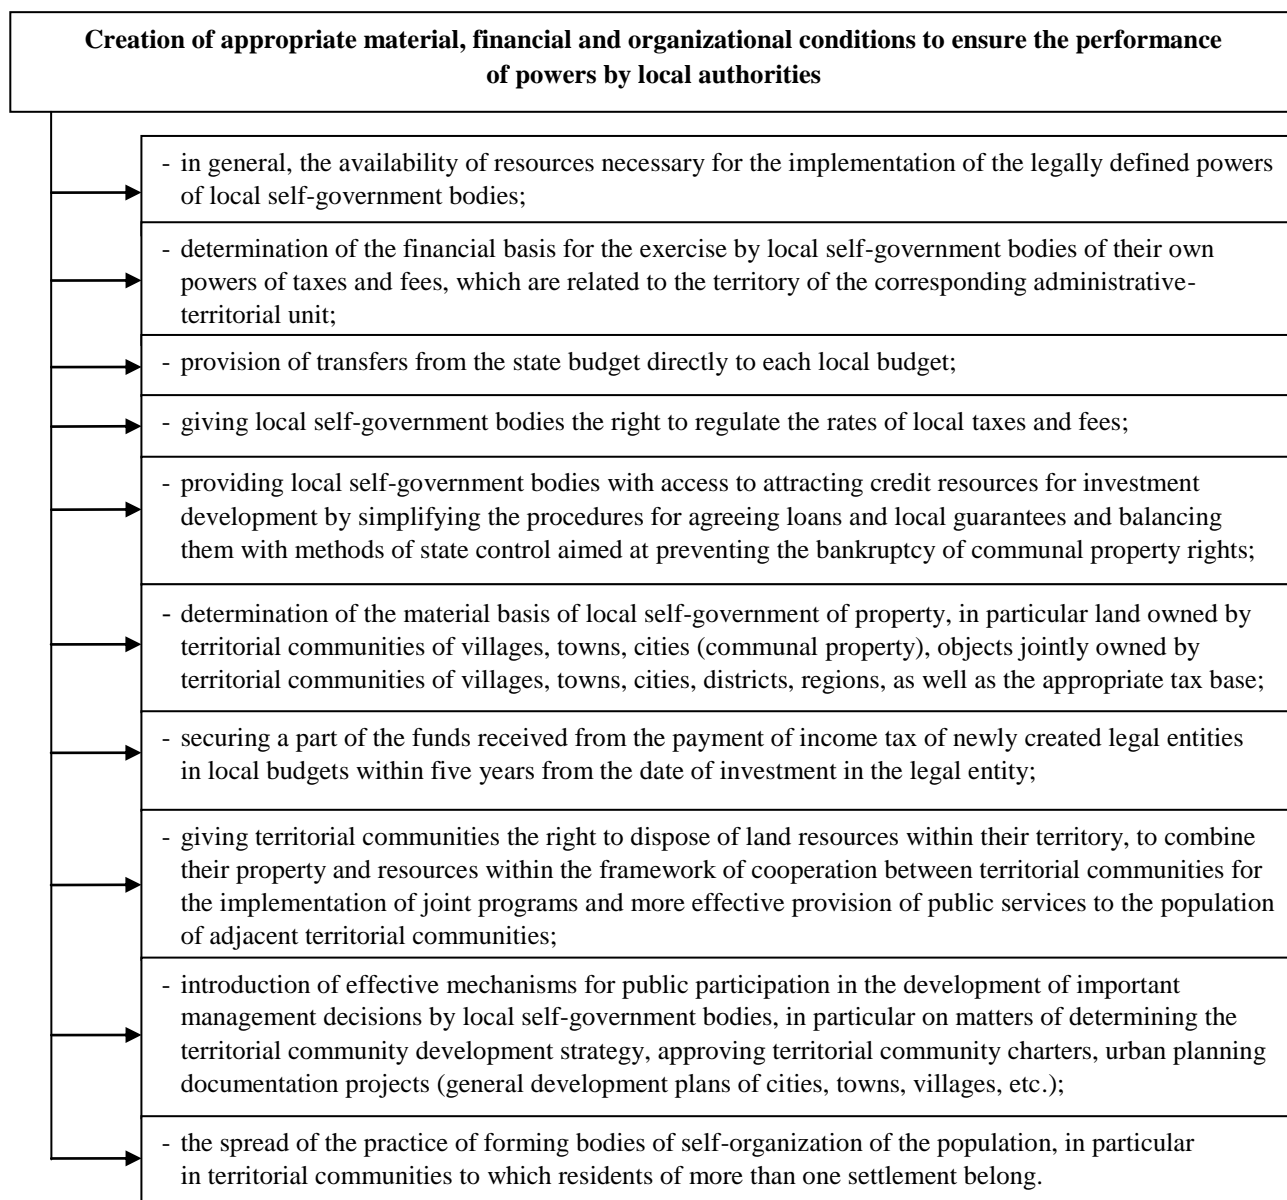 Creation of appropriate material, financial and organizational conditions to ensure the performance
of powers by local authorities
- in general, the availability of resources necessary for the implementation of the legally defined powers
of local self-government bodies;
- determination of the financial basis for the exercise by local self-government bodies of their own
powers of taxes and fees, which are related to the territory of the corresponding administrative-
territorial unit;
- provision of transfers from the state budget directly to each local budget;
- giving local self-government bodies the right to regulate the rates of local taxes and fees;
- providing local self-government bodies with access to attracting credit resources for investment
development by simplifying the procedures for agreeing loans and local guarantees and balancing
them with methods of state control aimed at preventing the bankruptcy of communal property rights;
- determination of the material basis of local self-government of property, in particular land owned by
territorial communities of villages, towns, cities (communal property), objects jointly owned by
territorial communities of villages, towns, cities, districts, regions, as well as the appropriate tax base;
- securing a part of the funds received from the payment of income tax of newly created legal entities
in local budgets within five years from the date of investment in the legal entity;
- giving territorial communities the right to dispose of land resources within their territory, to combine
their property and resources within the framework of cooperation between territorial communities for
the implementation of joint programs and more effective provision of public services to the population
of adjacent territorial communities;
- introduction of effective mechanisms for public participation in the development of important
management decisions by local self-government bodies, in particular on matters of determining the
territorial community development strategy, approving territorial community charters, urban planning
documentation projects (general development plans of cities, towns, villages, etc.);
- the spread of the practice of forming bodies of self-organization of the population, in particular
in territorial communities to which residents of more than one settlement belong.